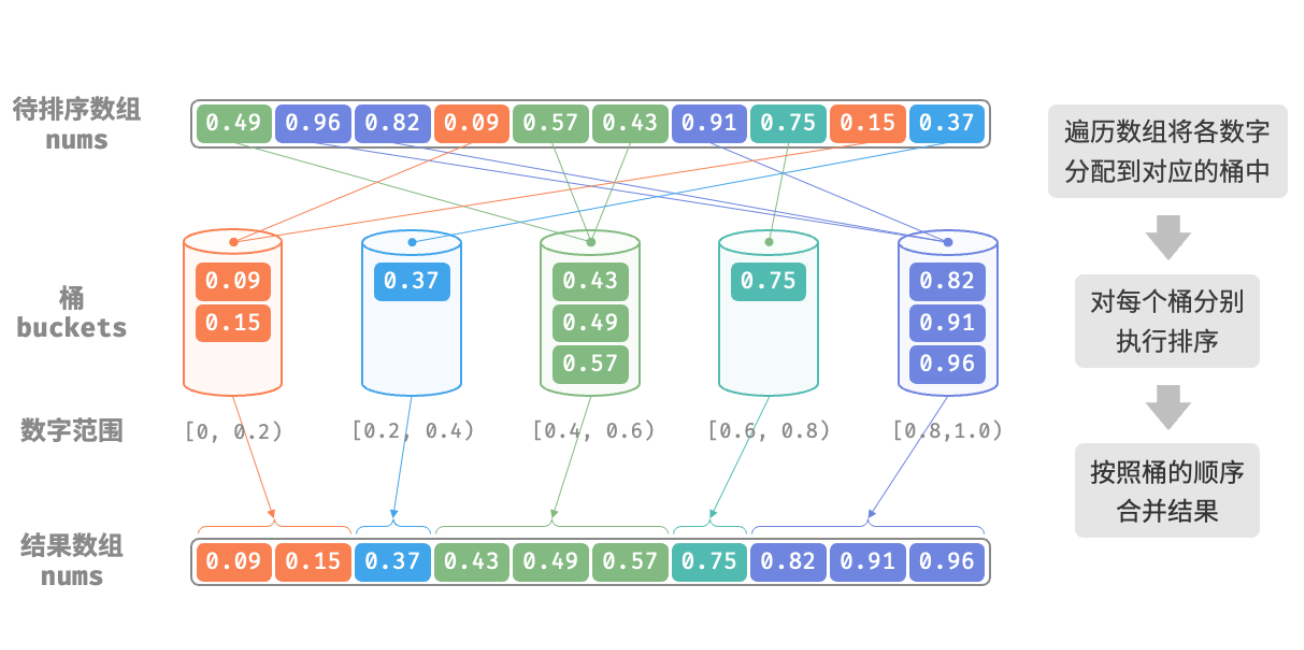 待排序数组
nums
0.49 0.96 0.82 0.09 0.57 0.43 0.91 0.75 0.15 0.37
遍历数组将各数字
分配到对应的桶中
桶
buckets
0.09 0.37 0.43 0.75 0.82
0.15 0.49 0.91
0.57 0.96
对每个桶分别
执行排序
数字范围
[0, 0.2) [0.2, 0.4) [0.4, 0.6) [0.6, 0.8) [0.8,1.0)
按照桶的顺序
合并结果
结果数组
nums
0.09 0.15 0.37 0.43 0.49 0.57 0.75 0.82 0.91 0.96